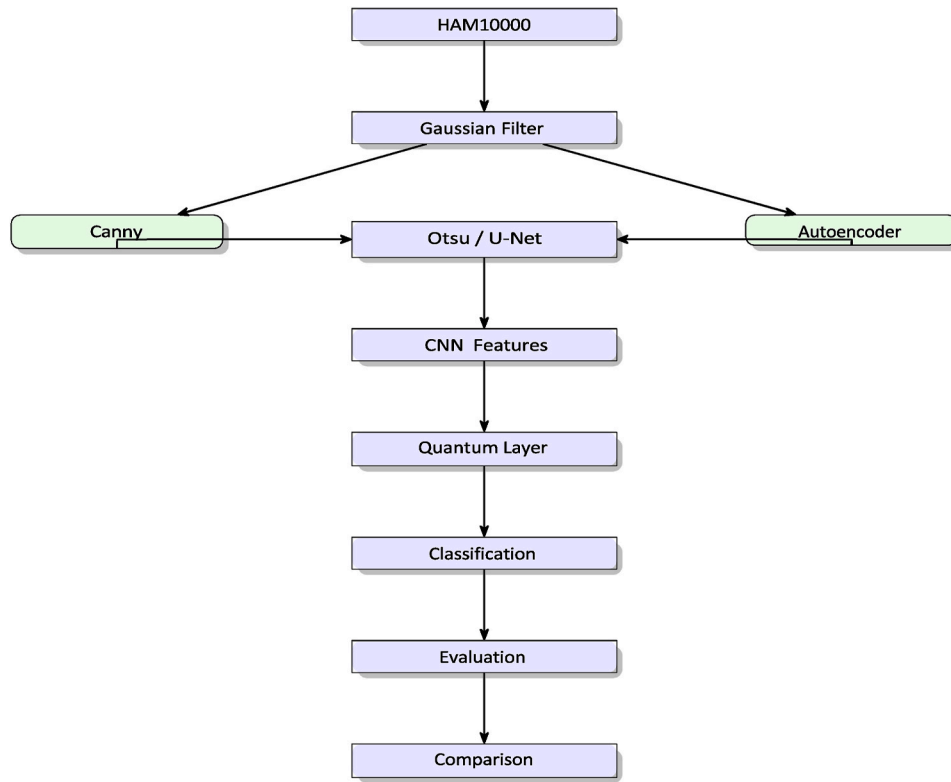 HAM10000
Gaussian Filter
Canny
Otsu / U-Net
Autoencoder
CNN Features
Quantum Layer
Classification
Evaluation
Comparison